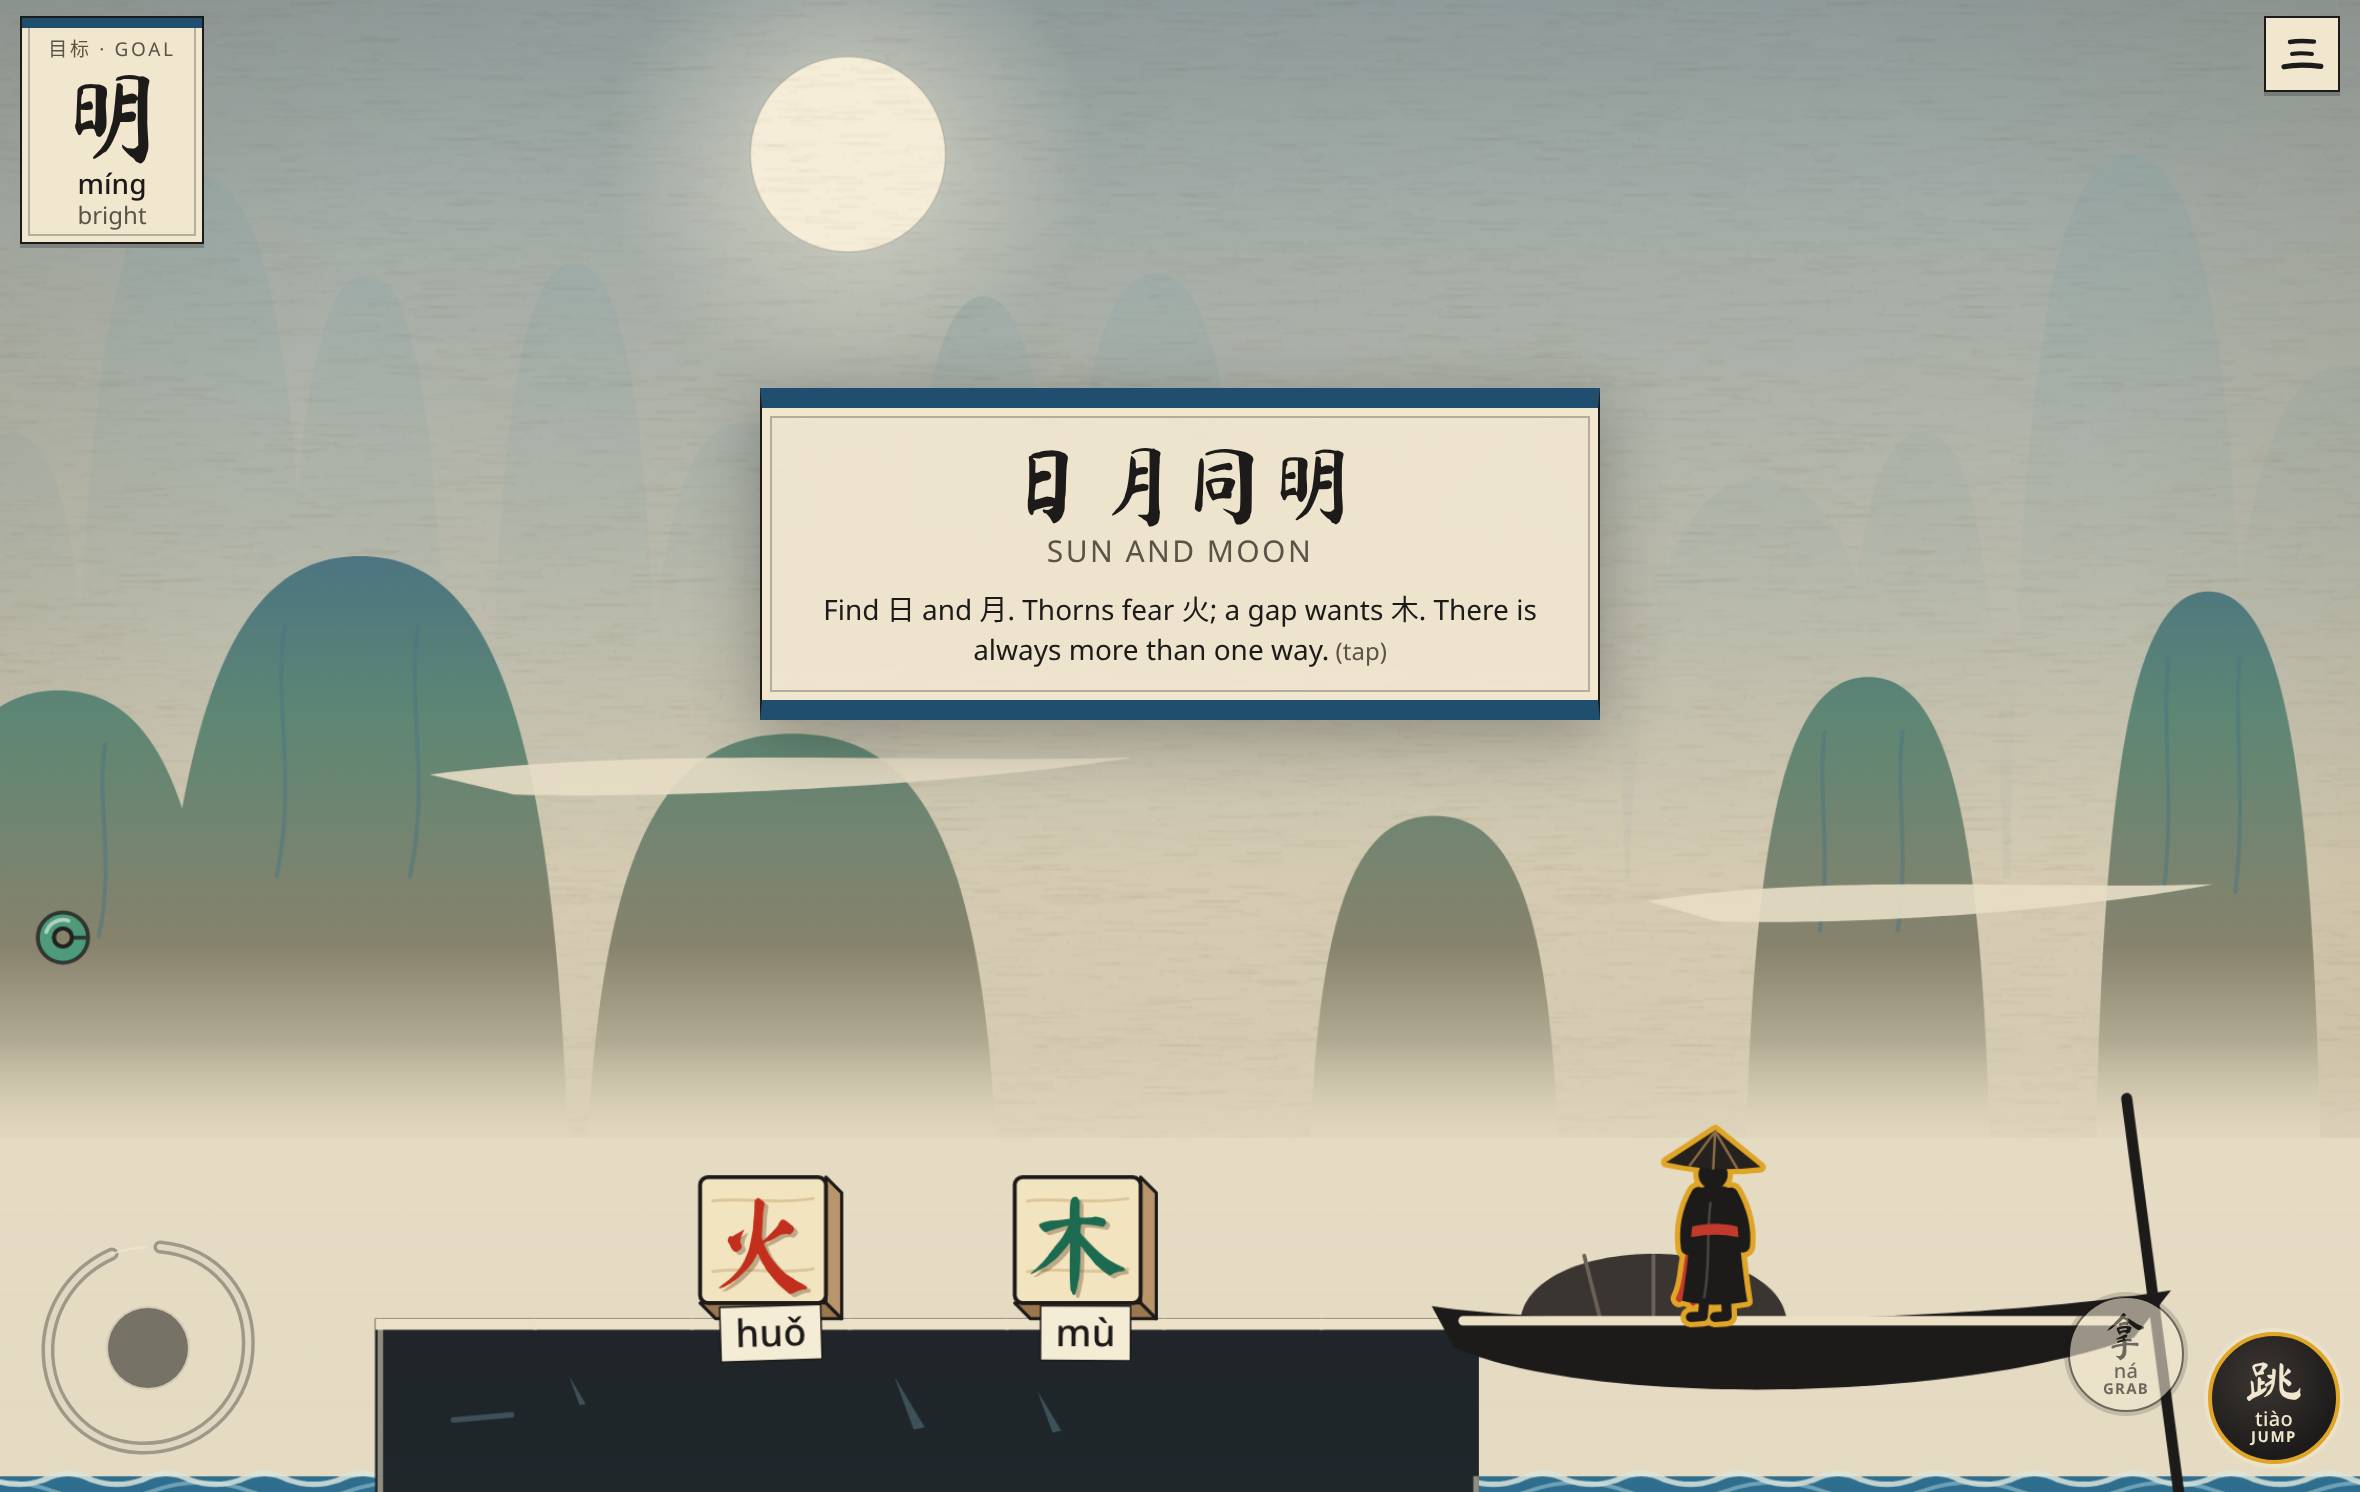 目标 · GOAL
明
míng
bright
三
日月同明
SUN AND MOON
Find 日 and 月. Thorns fear 火; a gap wants 木. There is
always more than one way. (tap)
火
huǒ
木
mù
拿
ná
GRAB
跳
tiào
JUMP